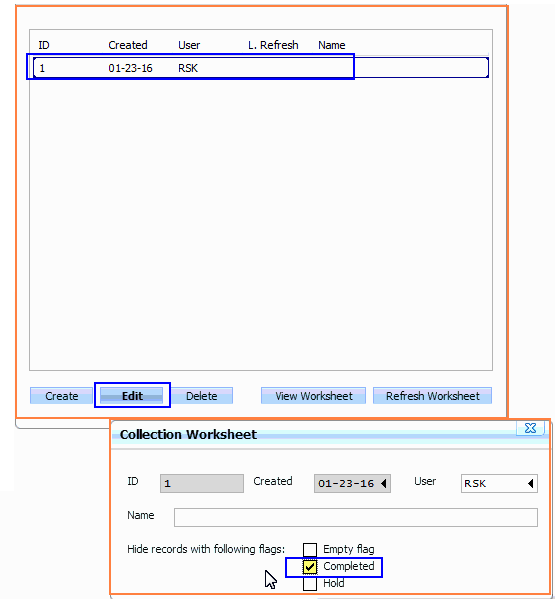 ID Created User L. Refresh Name
1 01-23-16 RSK
Create Edit Delete View Worksheet Refresh Worksheet
Collection Worksheet
ID 1 Created 01-23-16 User RSK
Name
Hide records with following flags: Empty flag
Completed
Hold